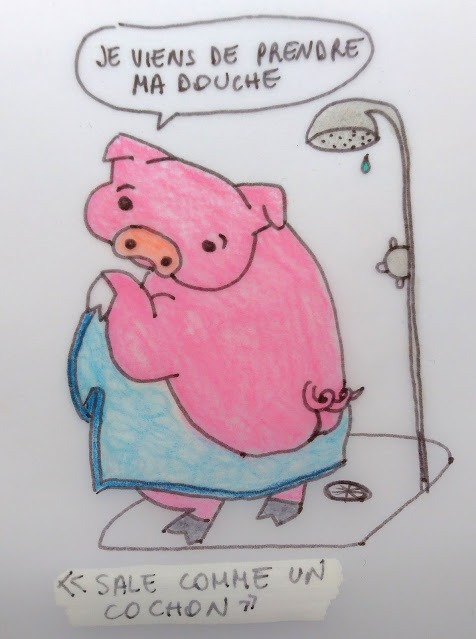 JE VIENS DE PRENDRE
MA DOUCHE
<< SALE COMME UN
COCHON >>